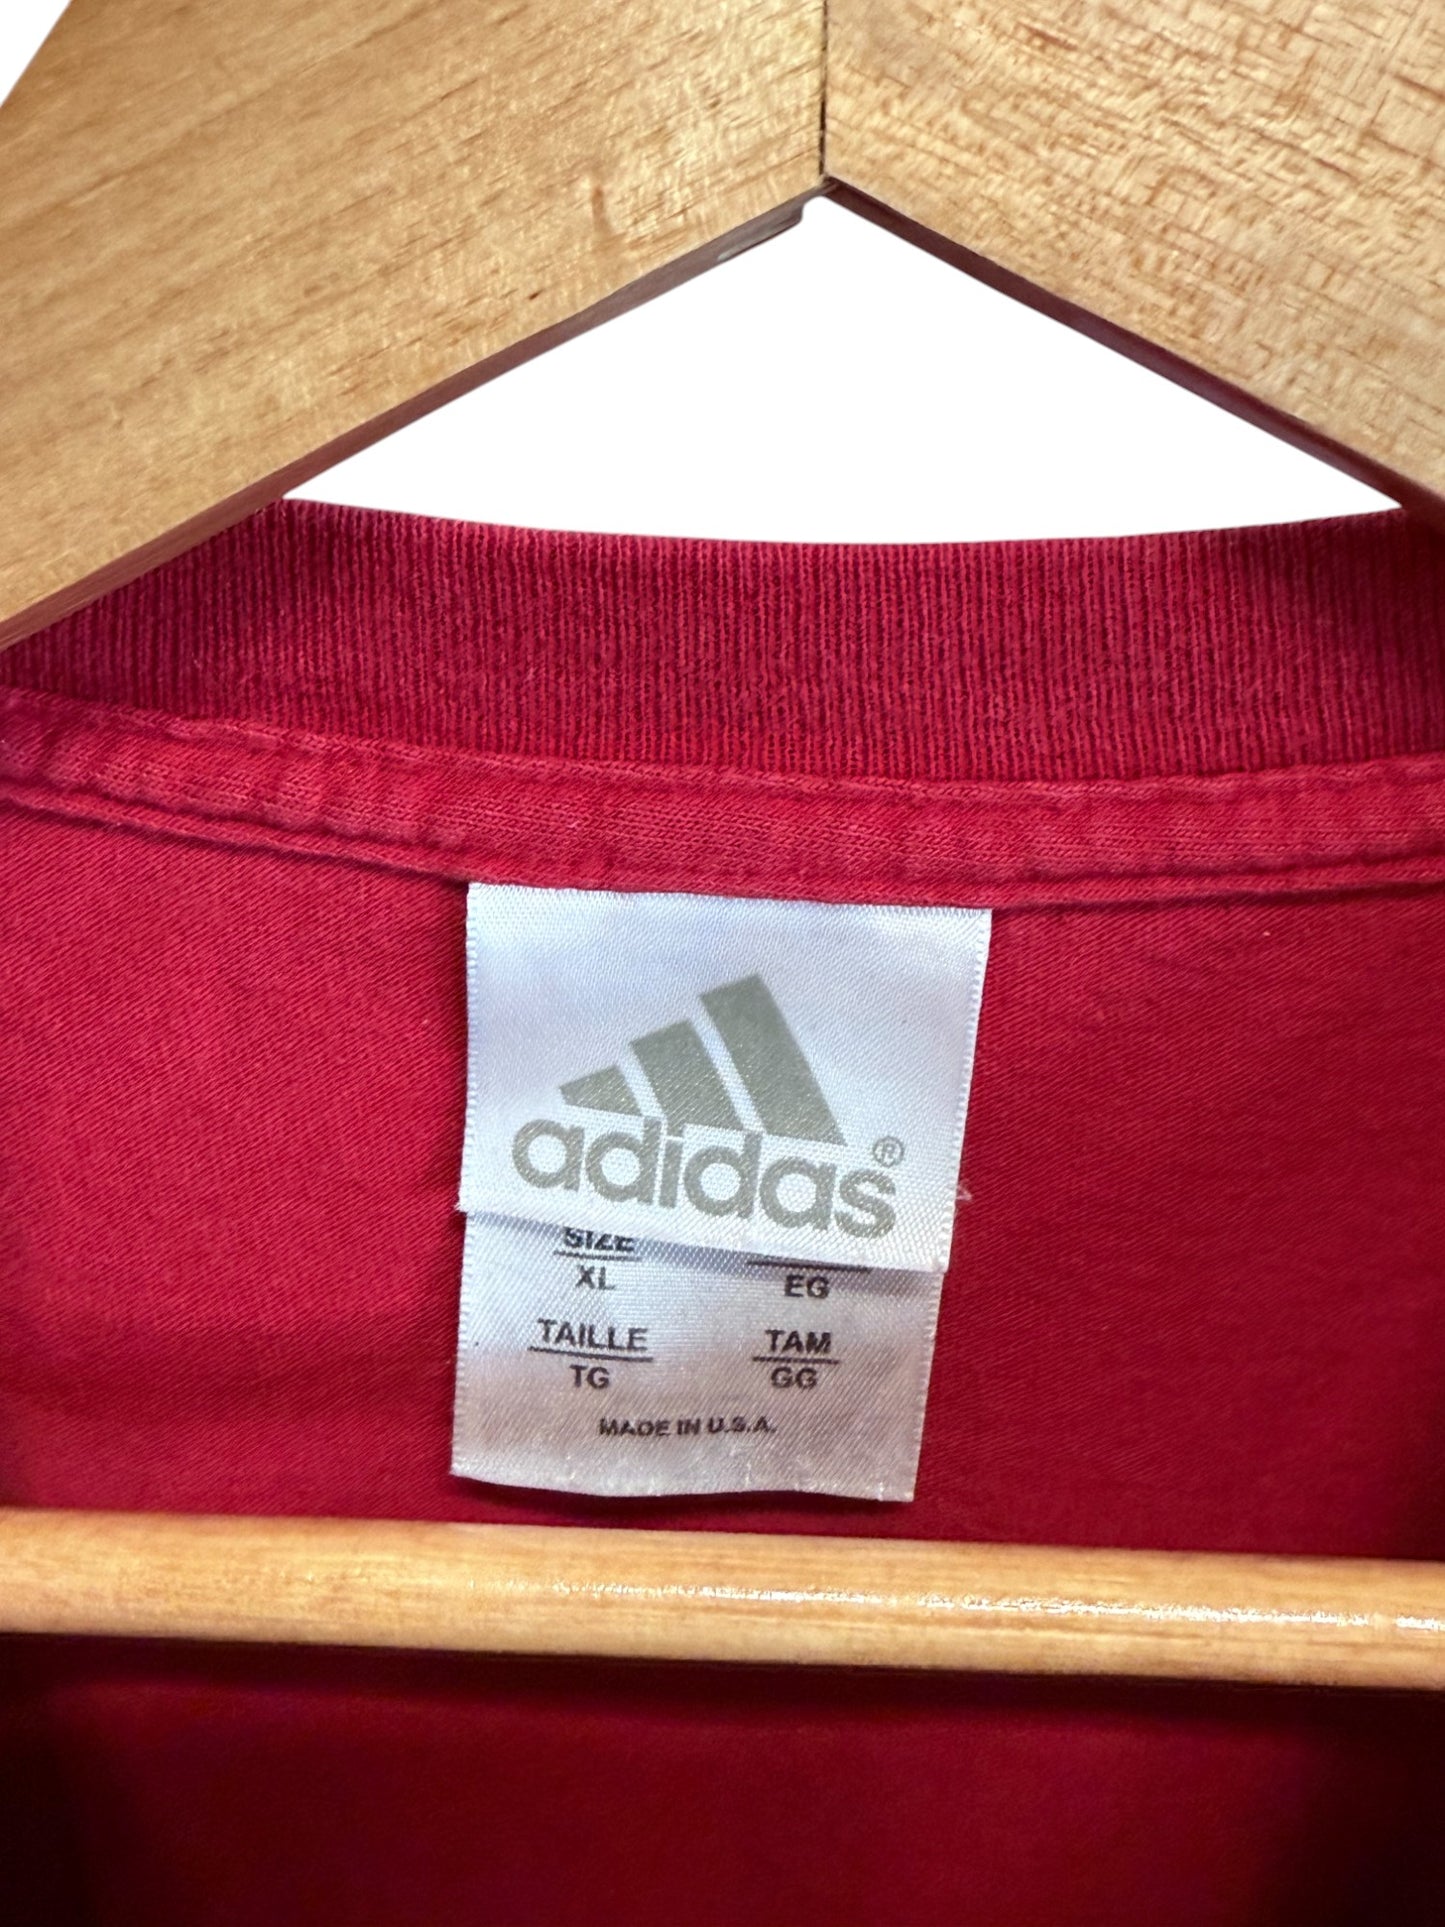 adidas®
SIZE
XL EG
TAILLE TAM
TG GG
MADE IN U.S.A.